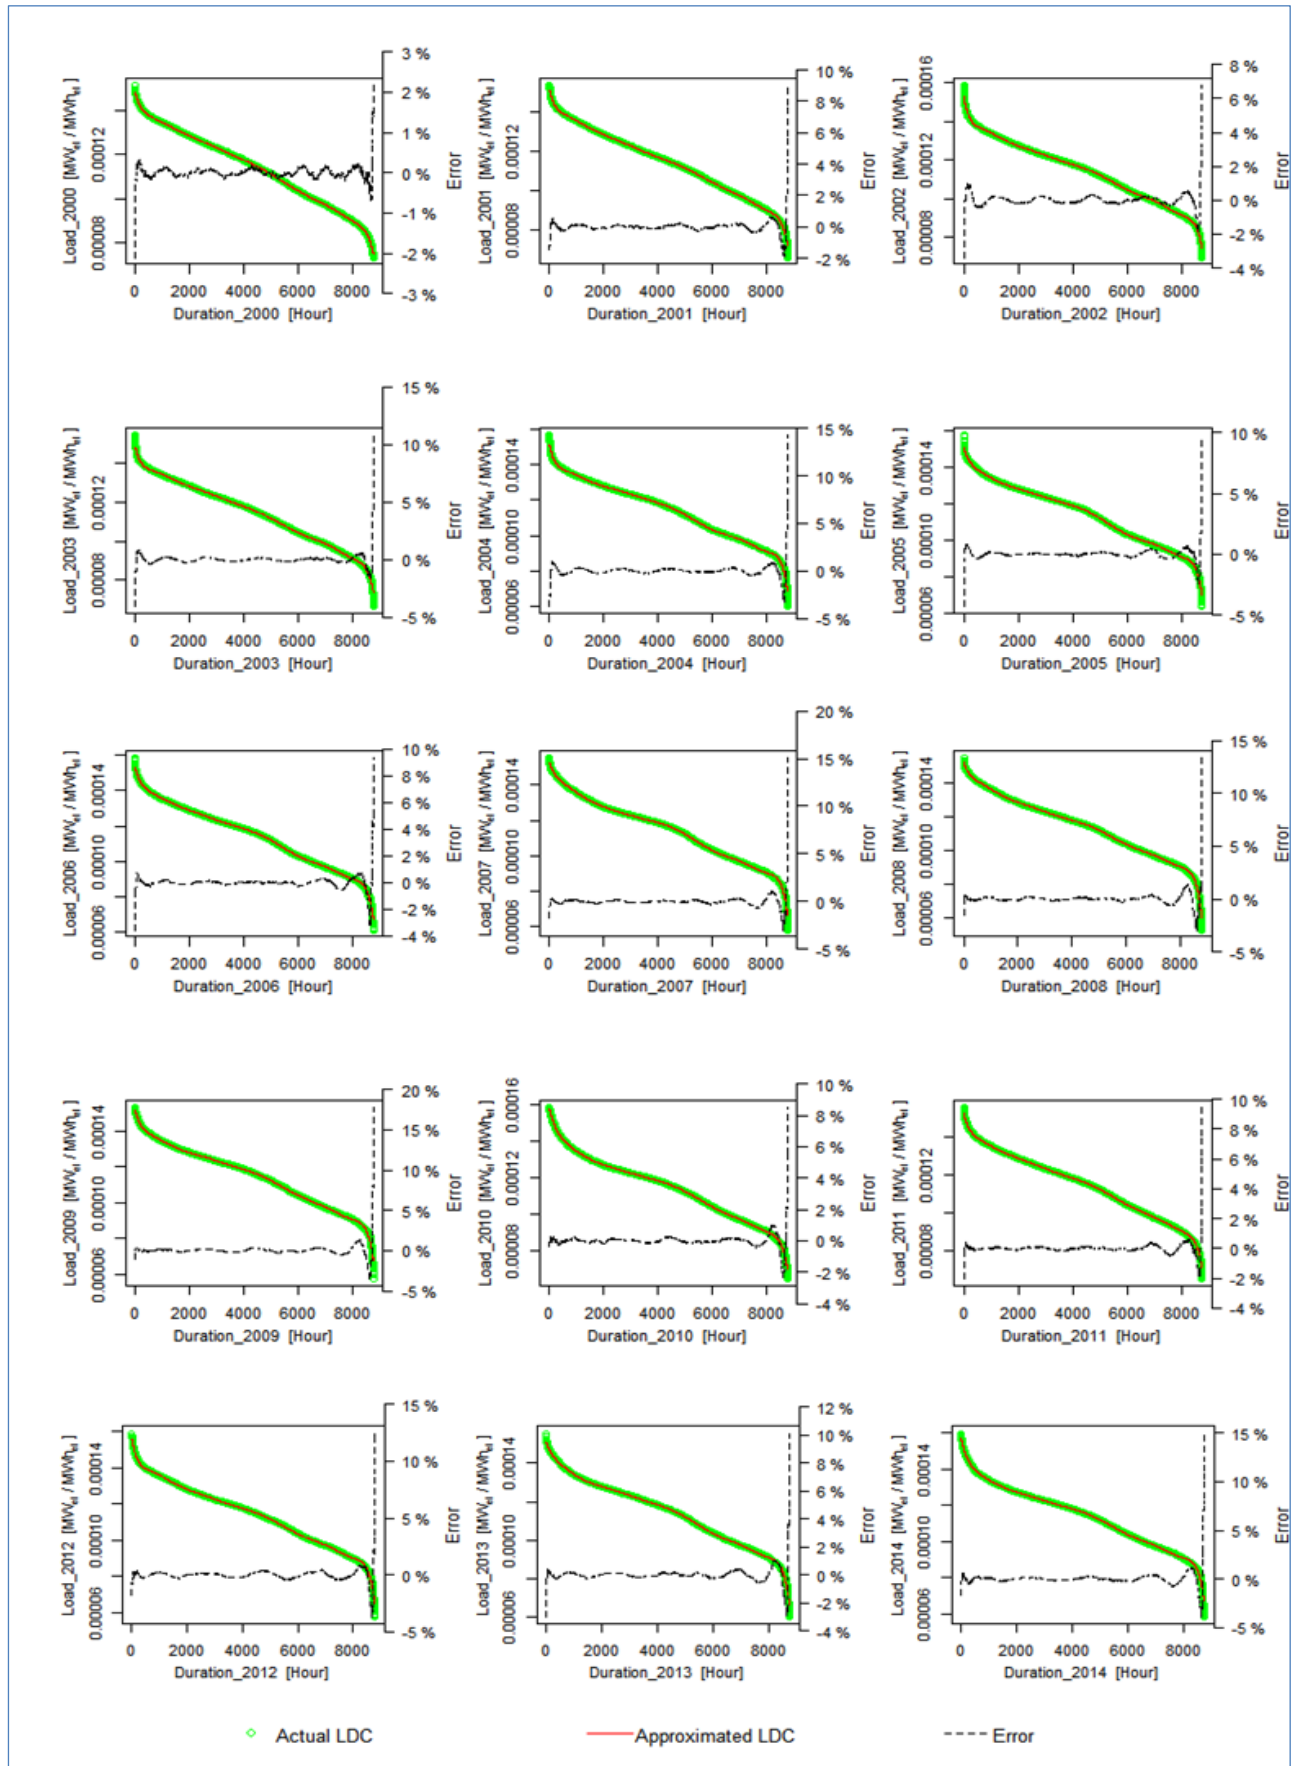 Load_2000 [MWel / MWhel ]
0.00008 0.00012
3 %
2 %
1 %
0 %
-1 %
-2 %
-3 %
Error
0 2000 4000 6000 8000
Duration_2000 [Hour]
Load_2001 [MWel / MWhel ]
0.00008 0.00012
10 %
8 %
6 %
4 %
2 %
0 %
-2 %
Error
0 2000 4000 6000 8000
Duration_2001 [Hour]
Load_2002 [MWel / MWhel ]
0.00008 0.00012 0.00016
8 %
6 %
4 %
2 %
0 %
-2 %
-4 %
Error
0 2000 4000 6000 8000
Duration_2002 [Hour]
Load_2003 [MWel / MWhel ]
0.00008 0.00012
15 %
10 %
5 %
0 %
-5 %
Error
0 2000 4000 6000 8000
Duration_2003 [Hour]
Load_2004 [MWel / MWhel ]
0.00006 0.00010 0.00014
15 %
10 %
5 %
0 %
-5 %
Error
0 2000 4000 6000 8000
Duration_2004 [Hour]
Load_2005 [MWel / MWhel ]
0.00006 0.00010 0.00014
10 %
5 %
0 %
-5 %
Error
0 2000 4000 6000 8000
Duration_2005 [Hour]
Load_2006 [MWel / MWhel ]
0.00006 0.00010 0.00014
10 %
8 %
6 %
4 %
2 %
0 %
-2 %
-4 %
Error
0 2000 4000 6000 8000
Duration_2006 [Hour]
Load_2007 [MWel / MWhel ]
0.00006 0.00010 0.00014
20 %
15 %
10 %
5 %
0 %
-5 %
Error
0 2000 4000 6000 8000
Duration_2007 [Hour]
Load_2008 [MWel / MWhel ]
0.00006 0.00010 0.00014
15 %
10 %
5 %
0 %
-5 %
Error
0 2000 4000 6000 8000
Duration_2008 [Hour]
Load_2009 [MWel / MWhel ]
0.00006 0.00010 0.00014
20 %
15 %
10 %
5 %
0 %
-5 %
Error
0 2000 4000 6000 8000
Duration_2009 [Hour]
Load_2010 [MWel / MWhel ]
0.00008 0.00012 0.00016
10 %
8 %
6 %
4 %
2 %
0 %
-2 %
-4 %
Error
0 2000 4000 6000 8000
Duration_2010 [Hour]
Load_2011 [MWel / MWhel ]
0.00008 0.00012
10 %
8 %
6 %
4 %
2 %
0 %
-2 %
-4 %
Error
0 2000 4000 6000 8000
Duration_2011 [Hour]
Load_2012 [MWel / MWhel ]
0.00006 0.00010 0.00014
15 %
10 %
5 %
0 %
-5 %
Error
0 2000 4000 6000 8000
Duration_2012 [Hour]
Load_2013 [MWel / MWhel ]
0.00006 0.00010 0.00014
12 %
10 %
8 %
6 %
4 %
2 %
0 %
-2 %
-4 %
Error
0 2000 4000 6000 8000
Duration_2013 [Hour]
Load_2014 [MWel / MWhel ]
0.00006 0.00010 0.00014
15 %
10 %
5 %
0 %
-5 %
Error
0 2000 4000 6000 8000
Duration_2014 [Hour]
Actual LDC
Approximated LDC
Error